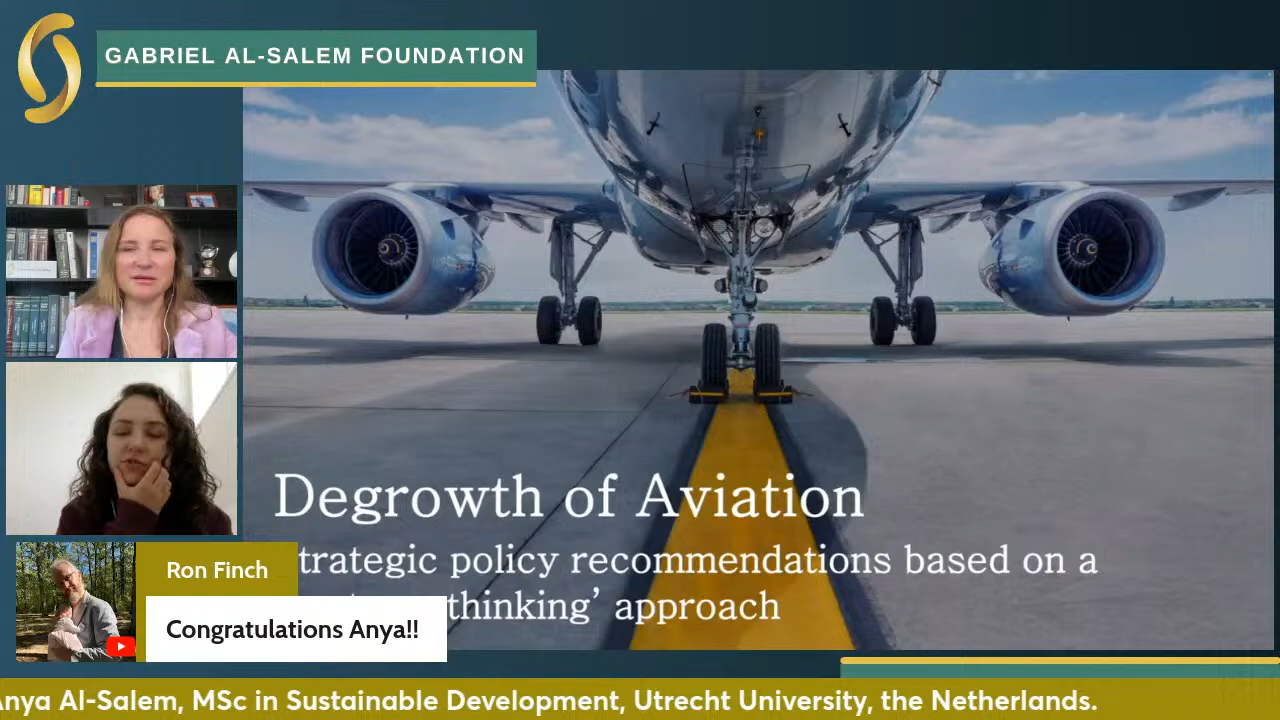 GABRIEL AL-SALEM FOUNDATION
Degrowth of Aviation
trategic policy recommendations based on a
thinking’ approach
Ron Finch
Congratulations Anya!!
Anya Al-Salem, MSc in Sustainable Development, Utrecht University, the Netherlands.